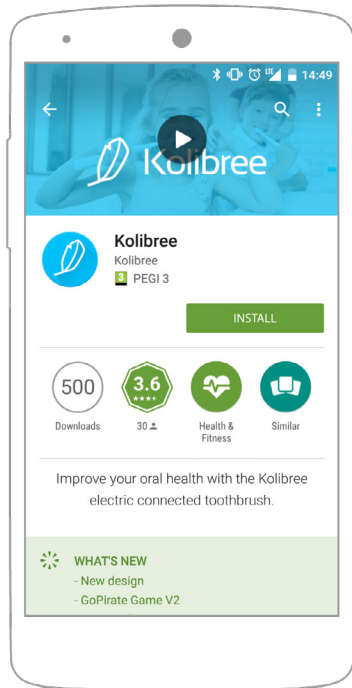 LTE 14:49
Kolibree
Kolibree
Kolibree
3 PEGI 3
INSTALL
500
3.6
Downloads
30
Health &
Fitness
Similar
Improve your oral health with the Kolibree
electric connected toothbrush.
WHAT'S NEW
- New design
- GoPirate Game V2